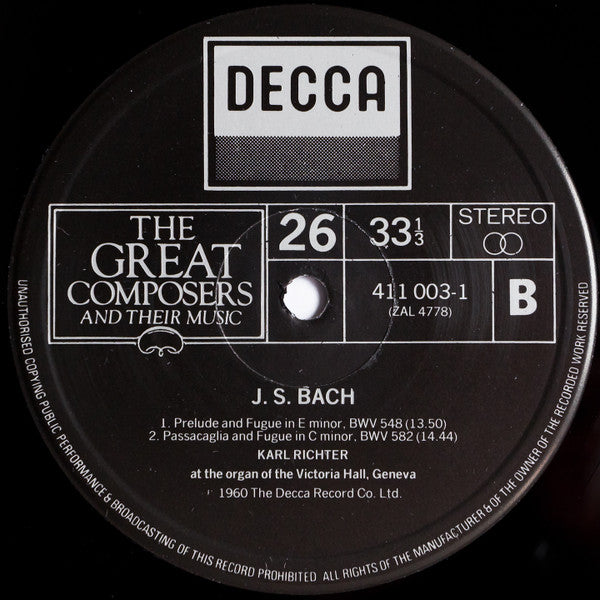 DECCA
THE
GREAT
COMPOSERS
AND THEIR MUSIC
26
33⅓
STEREO
411 003-1
(ZAL 4778)
B
J. S. BACH
1. Prelude and Fugue in E minor, BWV 548 (13.50)
2. Passacaglia and Fugue in C minor, BWV 582 (14.44)
KARL RICHTER
at the organ of the Victoria Hall, Geneva
1960 The Decca Record Co. Ltd.
UNAUTHORISED COPYING PUBLIC PERFORMANCE & BROADCASTING OF THIS RECORD PROHIBITED ALL RIGHTS OF THE MANUFACTURER & OF THE OWNER OF THE RECORDED WORK RESERVED